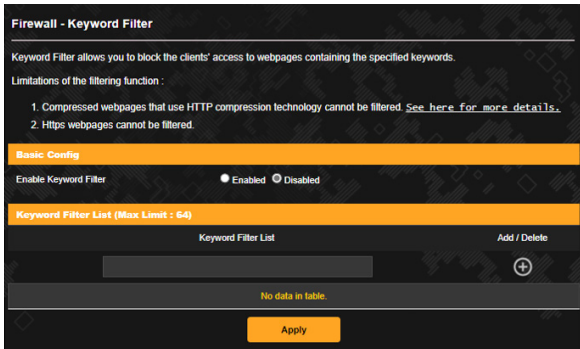 Firewall - Keyword Filter
Keyword Filter allows you to block the clients' access to webpages containing the specified keywords.
Limitations of the filtering function :
1. Compressed webpages that use HTTP compression technology cannot be filtered. See here for more details.
2. Https webpages cannot be filtered.
Basic Config
Enable Keyword Filter Enabled Disabled
Keyword Filter List (Max Limit : 64)
Keyword Filter List Add / Delete
No data in table.
Apply